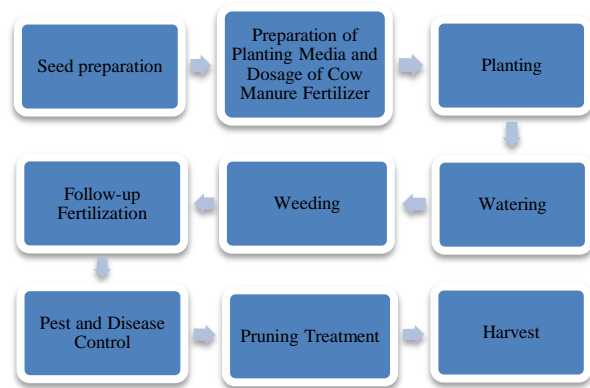 Seed preparation
Preparation of
Planting Media and
Dosage of Cow
Manure Fertilizer
Planting
Watering
Weeding
Follow-up
Fertilization
Pest and Disease
Control
Pruning Treatment
Harvest